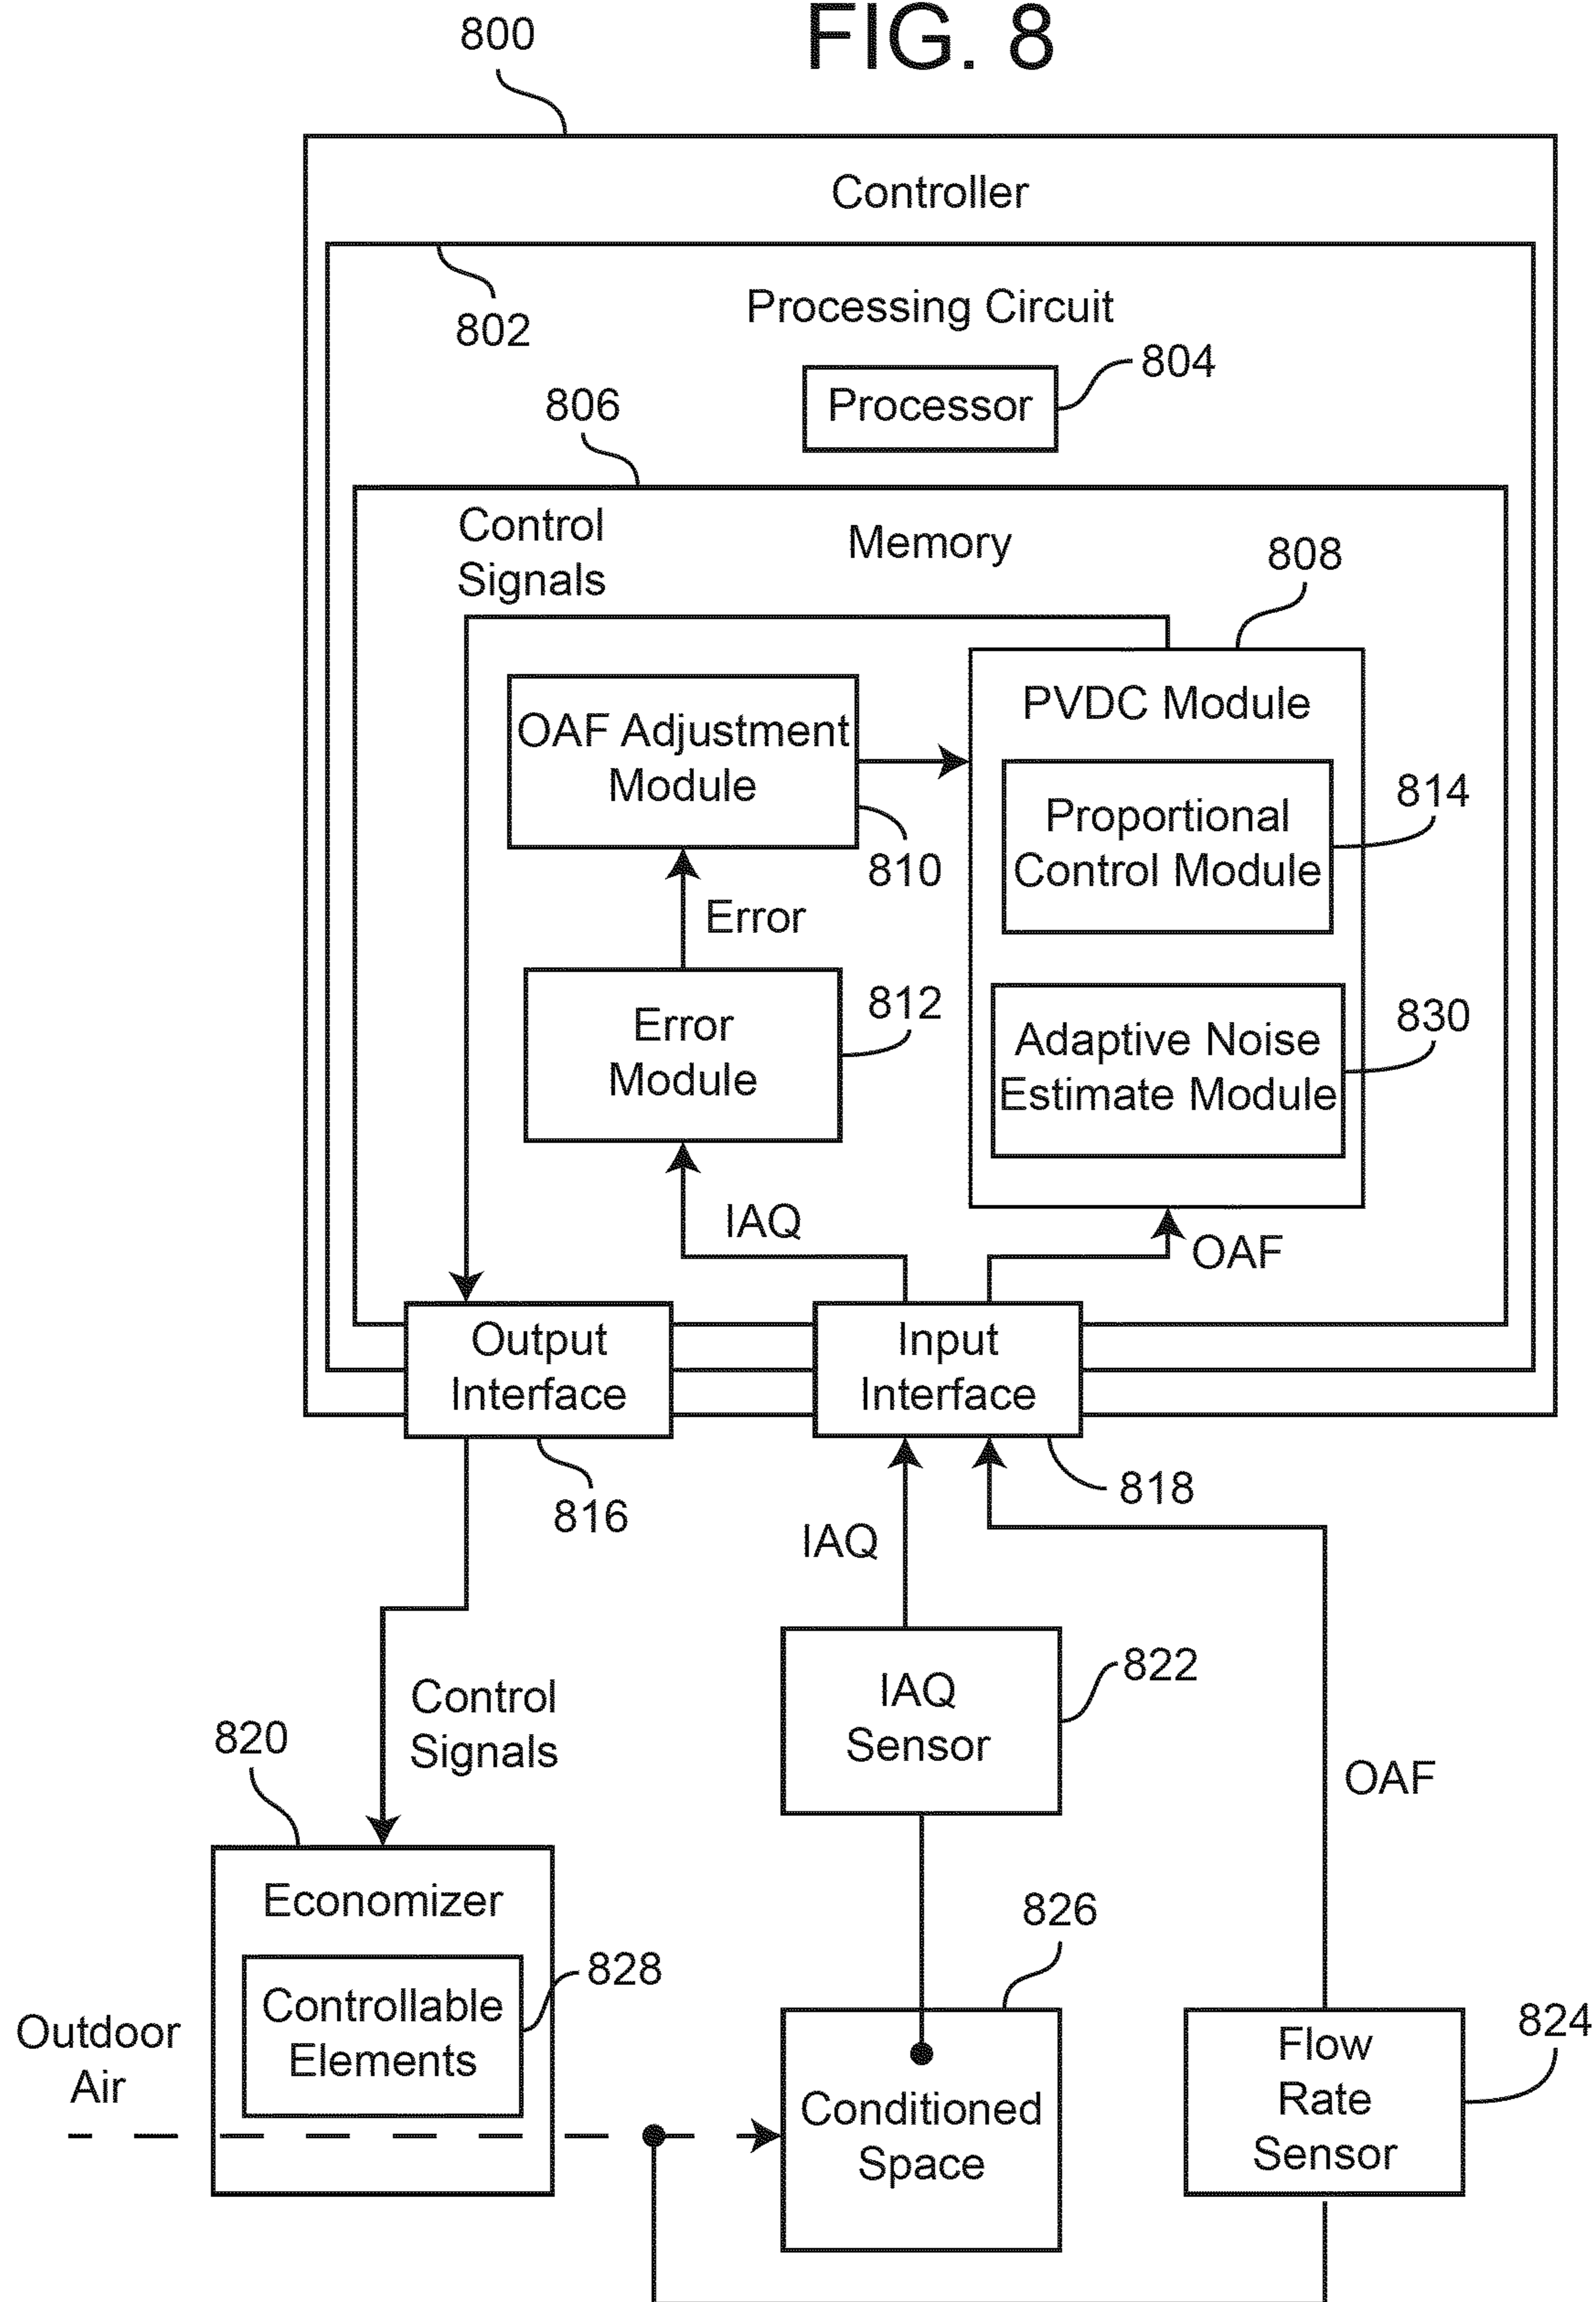 FIG. 8
800
Controller
802
Processing Circuit
804
Processor
806
Control
Signals
Memory
808
PVDC Module
OAF Adjustment
Module
810
Proportional
Control Module
814
Error
Error
Module
812
Adaptive Noise
Estimate Module
830
IAQ
OAF
Output
Interface
Input
Interface
816
818
IAQ
IAQ
Sensor
822
Control
Signals
820
OAF
Economizer
826
Controllable
Elements
828
Outdoor
Air
Conditioned
Space
Flow
Rate
Sensor
824